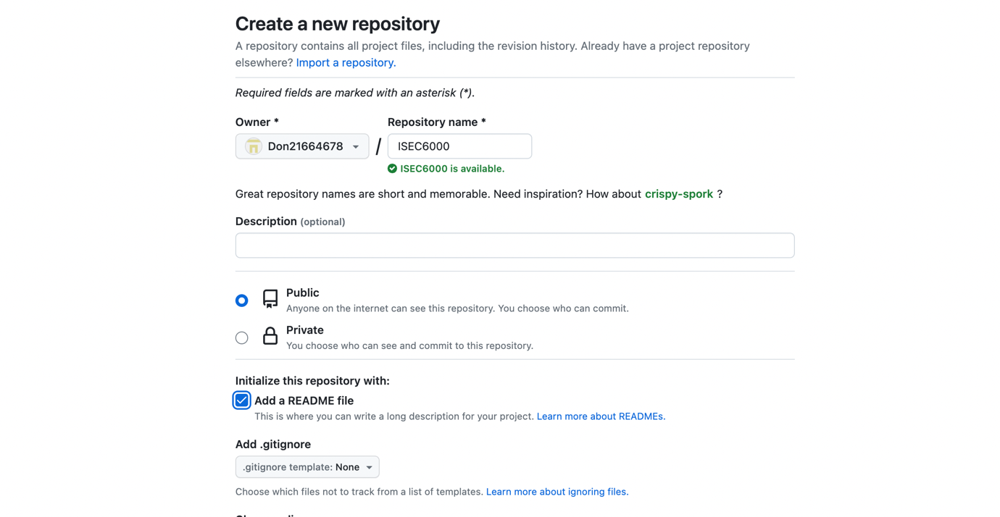 Create a new repository
A repository contains all project files, including the revision history. Already have a project repository
elsewhere? Import a repository.
Required fields are marked with an asterisk (*).
Owner *
Repository name *
Don21664678
/
ISEC6000
ISEC6000 is available.
Great repository names are short and memorable. Need inspiration? How about crispy-spork ?
Description (optional)
Public
Anyone on the internet can see this repository. You choose who can commit.
Private
You choose who can see and commit to this repository.
Initialize this repository with:
Add a README file
This is where you can write a long description for your project. Learn more about READMEs.
Add .gitignore
.gitignore template: None
Choose which files not to track from a list of templates. Learn more about ignoring files.